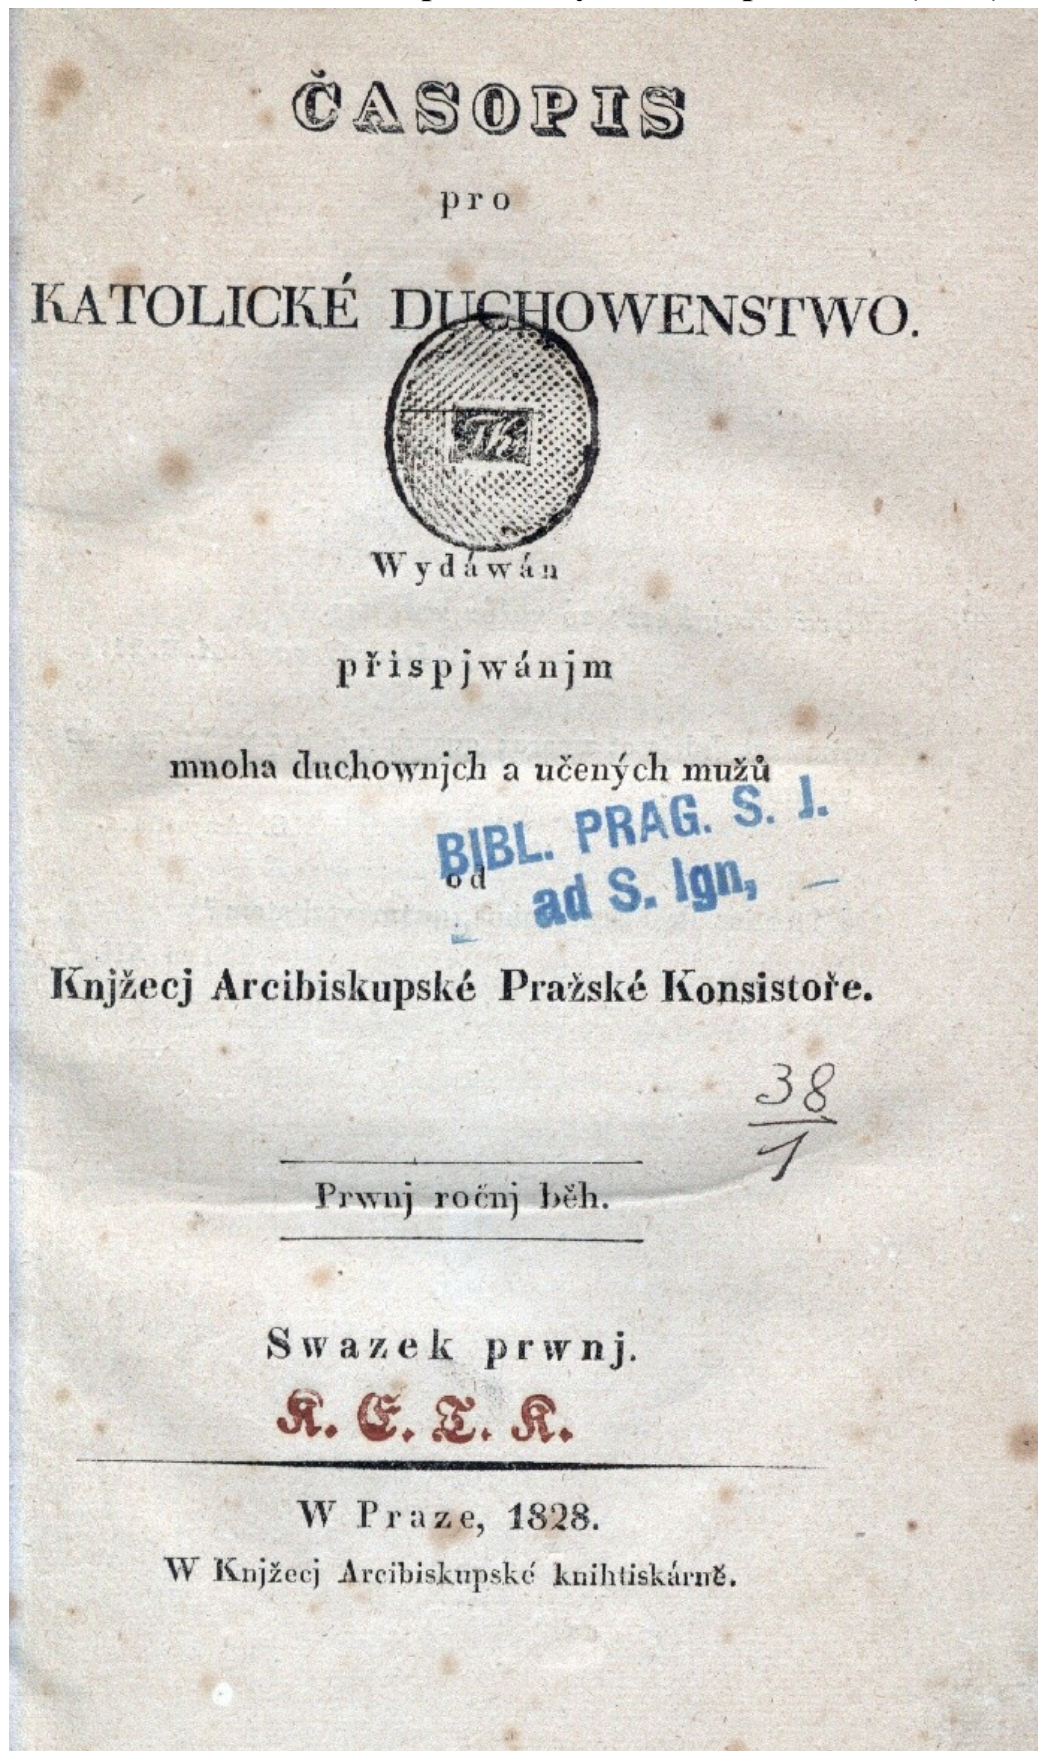 ČASOPIS
pro
KATOLICKÉ DUCHOWENSTWO.
Th.
Wydáwán
přispjwánjm
mnoha duchownjch a učených mužů
BIBL. PRAG. S. J.
od
ad S. Ign,
Knjžecj Arcibiskupské Pražské Konsistoře.
38
1
Prwnj ročnj běh.
Swazek prwnj.
K. E. T. K.
W Praze, 1828.
W Knjžecj Arcibiskupské knihtiskárně.